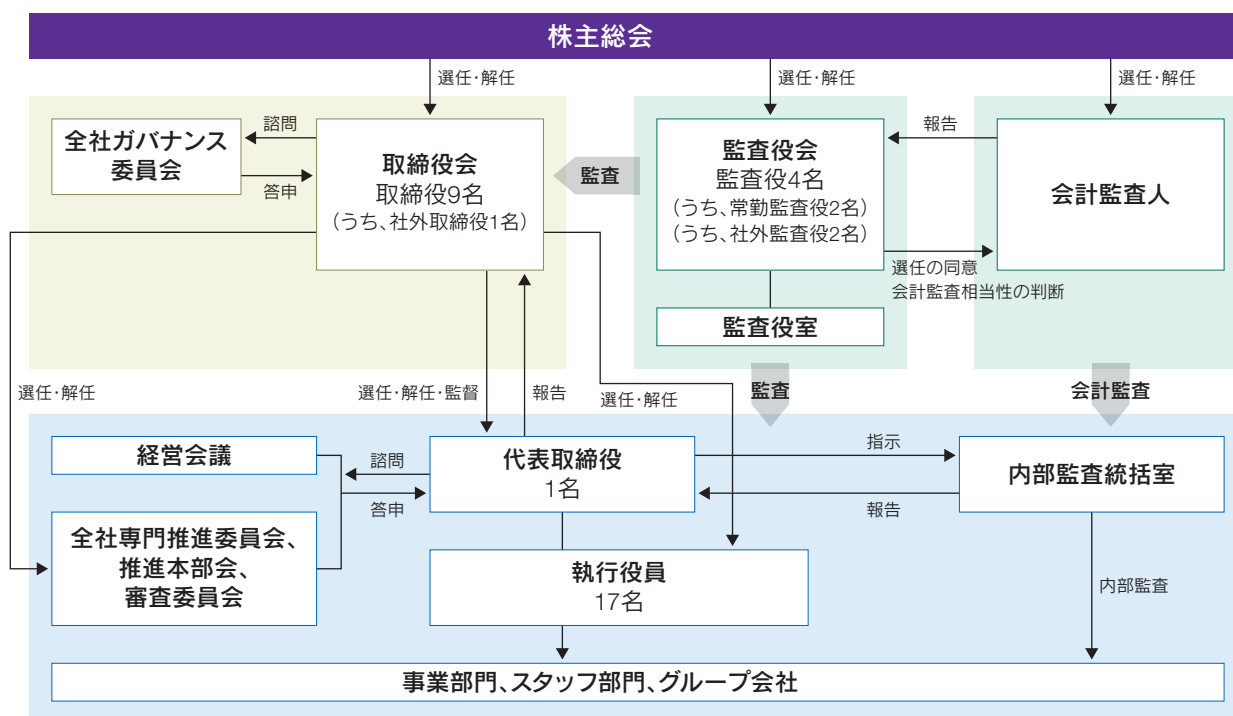 株主総会
選任・解任
選任・解任
選任・解任
全社ガバナンス
委員会
諮問
答申
取締役会
取締役9名
（うち、社外取締役1名）
監査
監査役会
監査役4名
（うち、常勤監査役2名）
（うち、社外監査役2名）
報告
会計監査人
選任の同意
会計監査相当性の判断
監査役室
選任・解任
選任・解任・監督
報告
選任・解任
監査
会計監査
経営会議
諮問
答申
代表取締役
1名
指示
報告
内部監査統括室
全社専門推進委員会、
推進本部会、
審査委員会
執行役員
17名
内部監査
事業部門、スタッフ部門、グループ会社